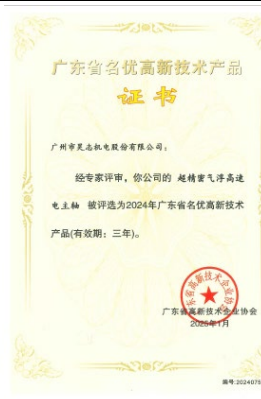 广东省名优高新技术产品
证书
广州市昊志机电股份有限公司:
经专家评审,你公司的 超精密气浮高速
电主轴 被评选为2024年广东省名优高新技术
产品(有效期:三年)。
广东省高新技术企业协会
2025年1月